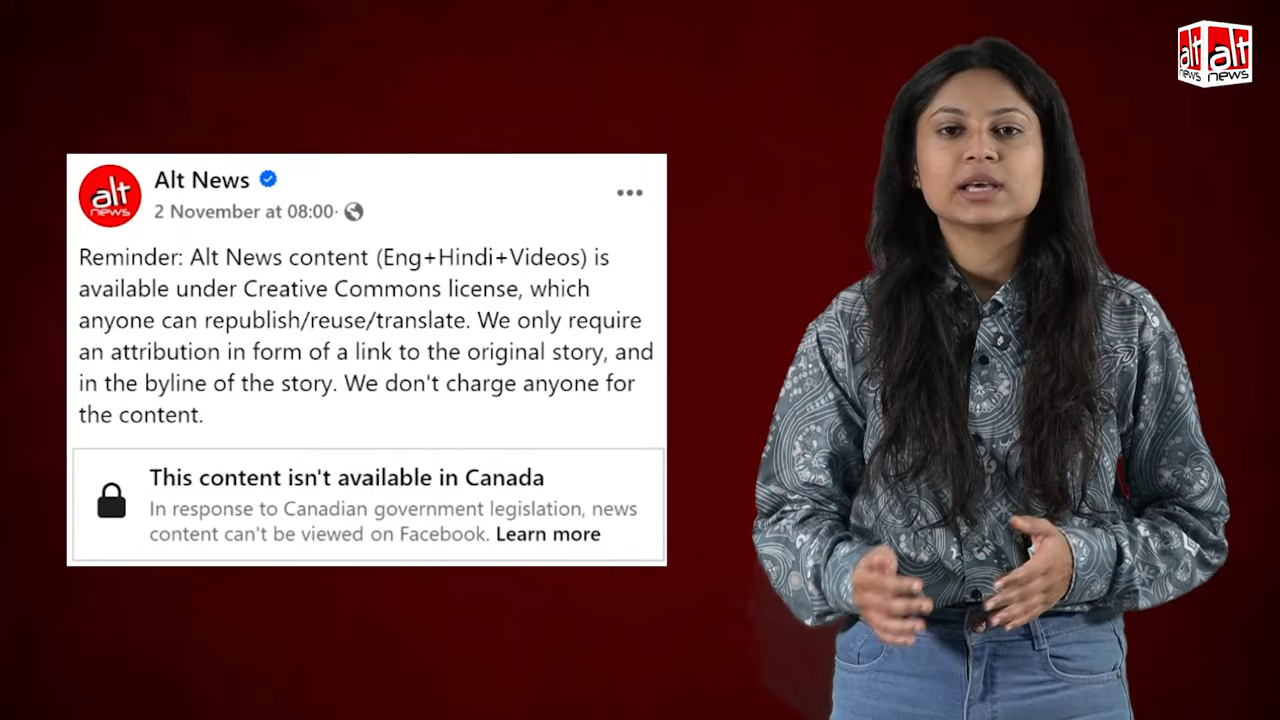 alt
news
alt
news
alt
news
Alt News
2 November at 08:00·
Reminder: Alt News content (Eng+Hindi+Videos) is
available under Creative Commons license, which
anyone can republish/reuse/translate. We only require
an attribution in form of a link to the original story, and
in the byline of the story. We don't charge anyone for
the content.
This content isn't available in Canada
In response to Canadian government legislation, news
content can't be viewed on Facebook. Learn more